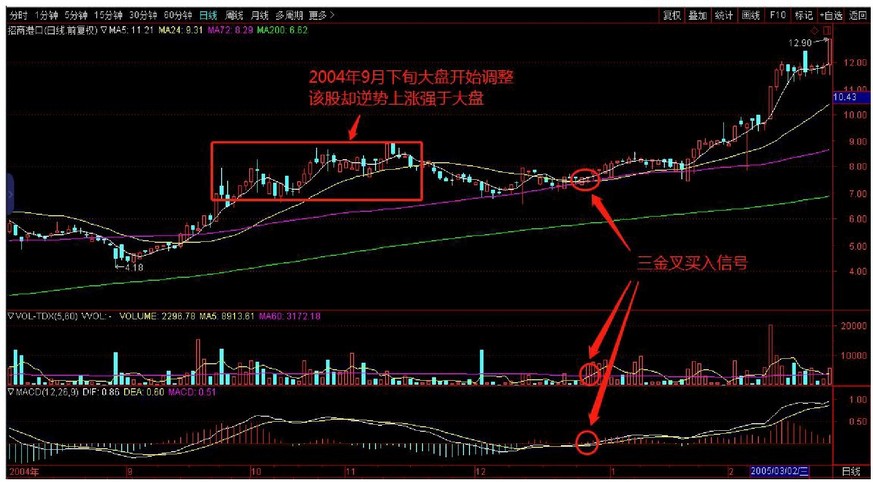 分时 1分钟 5分钟 15分钟 30分钟 60分钟 日线 周线 月线 多周期 更多> 复权 叠加 统计 画线 F10 标记 *自选 返回
招商港口(日线.前复权) ▽MA5: 11.21 MA24: 9.31 MA72: 8.29 MA200: 6.62
12.90
2004年9月下旬大盘开始调整
该股却逆势上涨强于大盘
12.00
11.00
10.43
10.00
9.00
8.00
7.00
6.00
5.00
4.00
←4.18
三金叉买入信号
▽VOL-TDX(5,60) VVOL: - VOLUME: 2296.78 MA5: 8913.61 MA60: 3172.18
20000
10000
▽MACD(12,26,9) DIF: 0.86 DEA: 0.60 MACD: 0.51
1.00
0.50
2004年 9 10 11 12 1 2 2005/03/02/三 日线